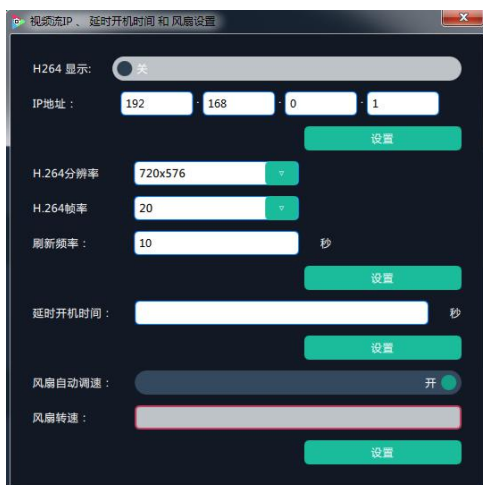 视频流IP 、 延时开机时间 和 风扇设置
H264 显示: 关
IP地址： 192 . 168 . 0 . 1
设置
H.264分辨率 720x576
H.264帧率 20
刷新频率： 10 秒
设置
延时开机时间： 秒
设置
风扇自动调速： 开
风扇转速：
设置